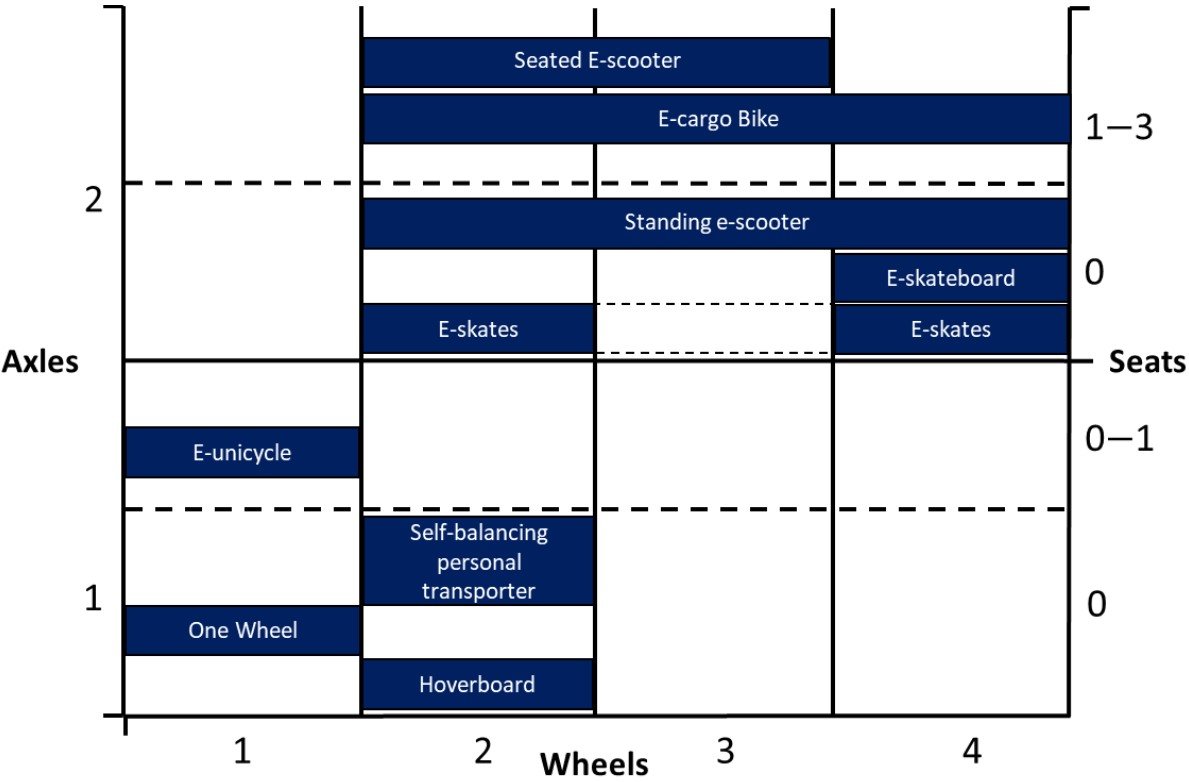 Seated E-scooter
E-cargo Bike
1—3
2
Standing e-scooter
E-skateboard
0
E-skates
E-skates
Axles
Seats
0—1
E-unicycle
Self-balancing
personal
transporter
1
0
One Wheel
Hoverboard
1
2
3
4
Wheels